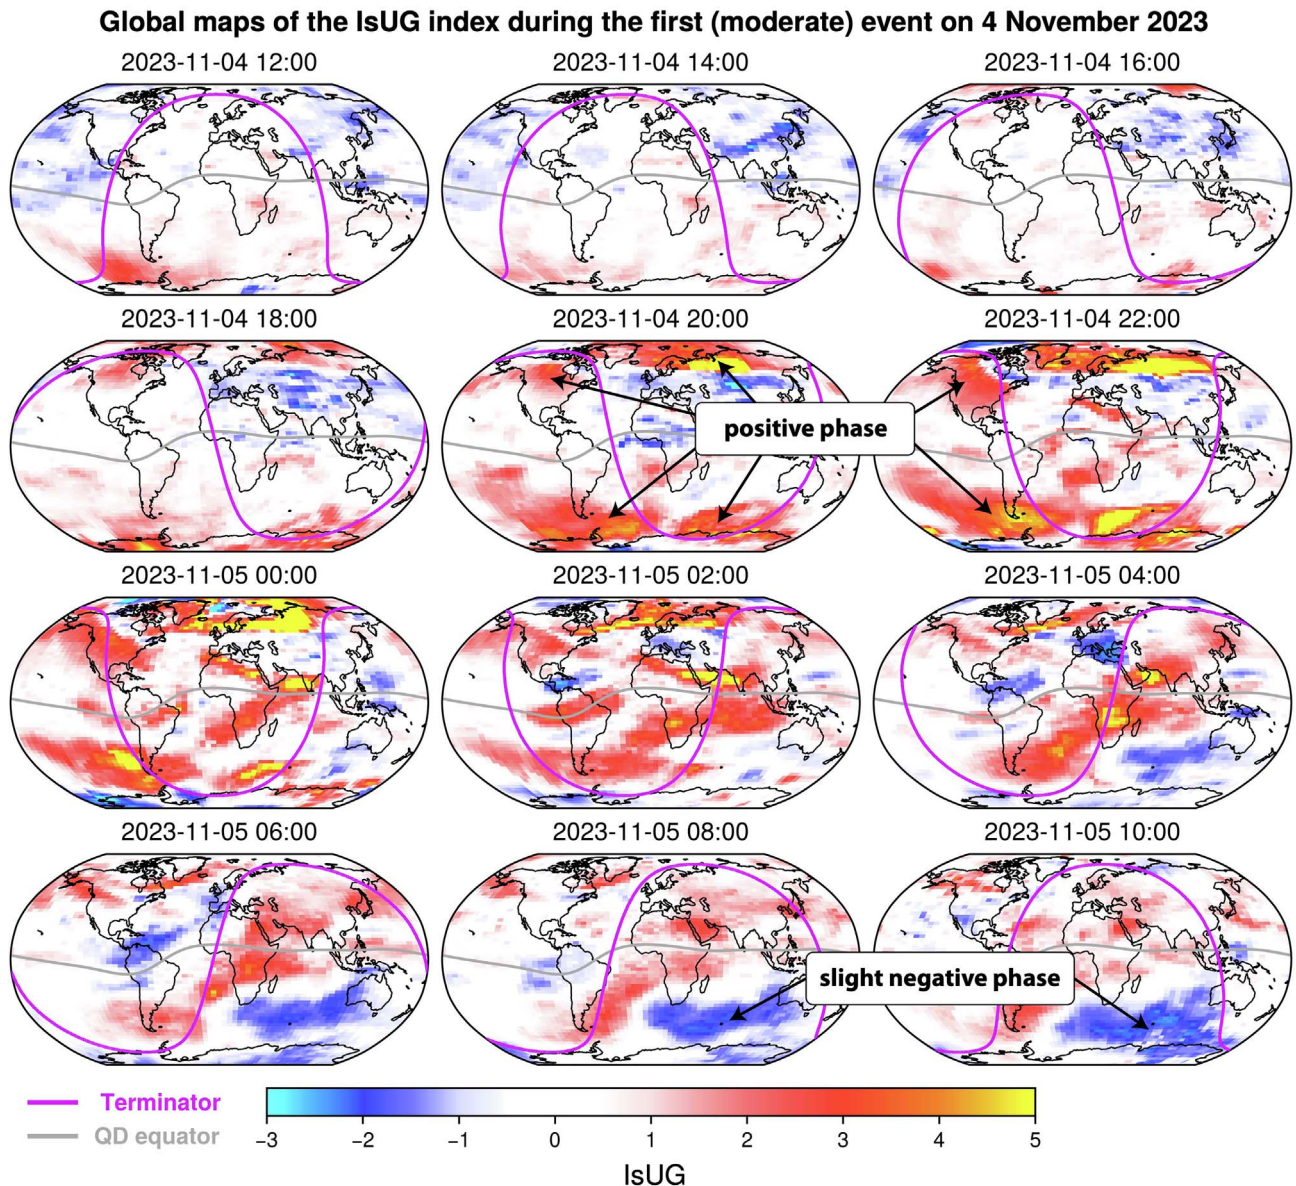 Global maps of the IsUG index during the first (moderate) event on 4 November 2023
2023-11-04 12:00
2023-11-04 14:00
2023-11-04 16:00
2023-11-04 18:00
2023-11-04 20:00
2023-11-04 22:00
positive phase
2023-11-05 00:00
2023-11-05 02:00
2023-11-05 04:00
2023-11-05 06:00
2023-11-05 08:00
2023-11-05 10:00
slight negative phase
Terminator
QD equator
−3 −2 −1 0 1 2 3 4 5
IsUG